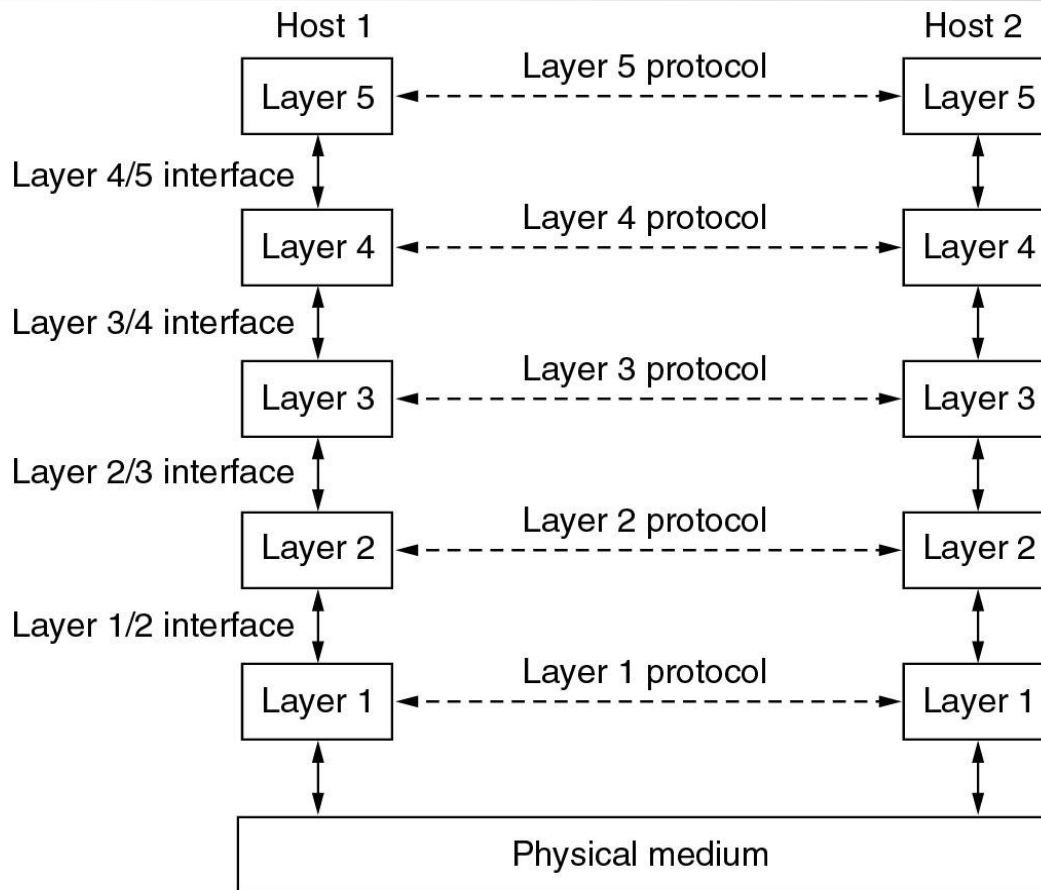 Host 1
Host 2
Layer 5 protocol
Layer 5
Layer 5
Layer 4/5 interface
Layer 4 protocol
Layer 4
Layer 4
Layer 3/4 interface
Layer 3 protocol
Layer 3
Layer 3
Layer 2/3 interface
Layer 2 protocol
Layer 2
Layer 2
Layer 1/2 interface
Layer 1 protocol
Layer 1
Layer 1
Physical medium